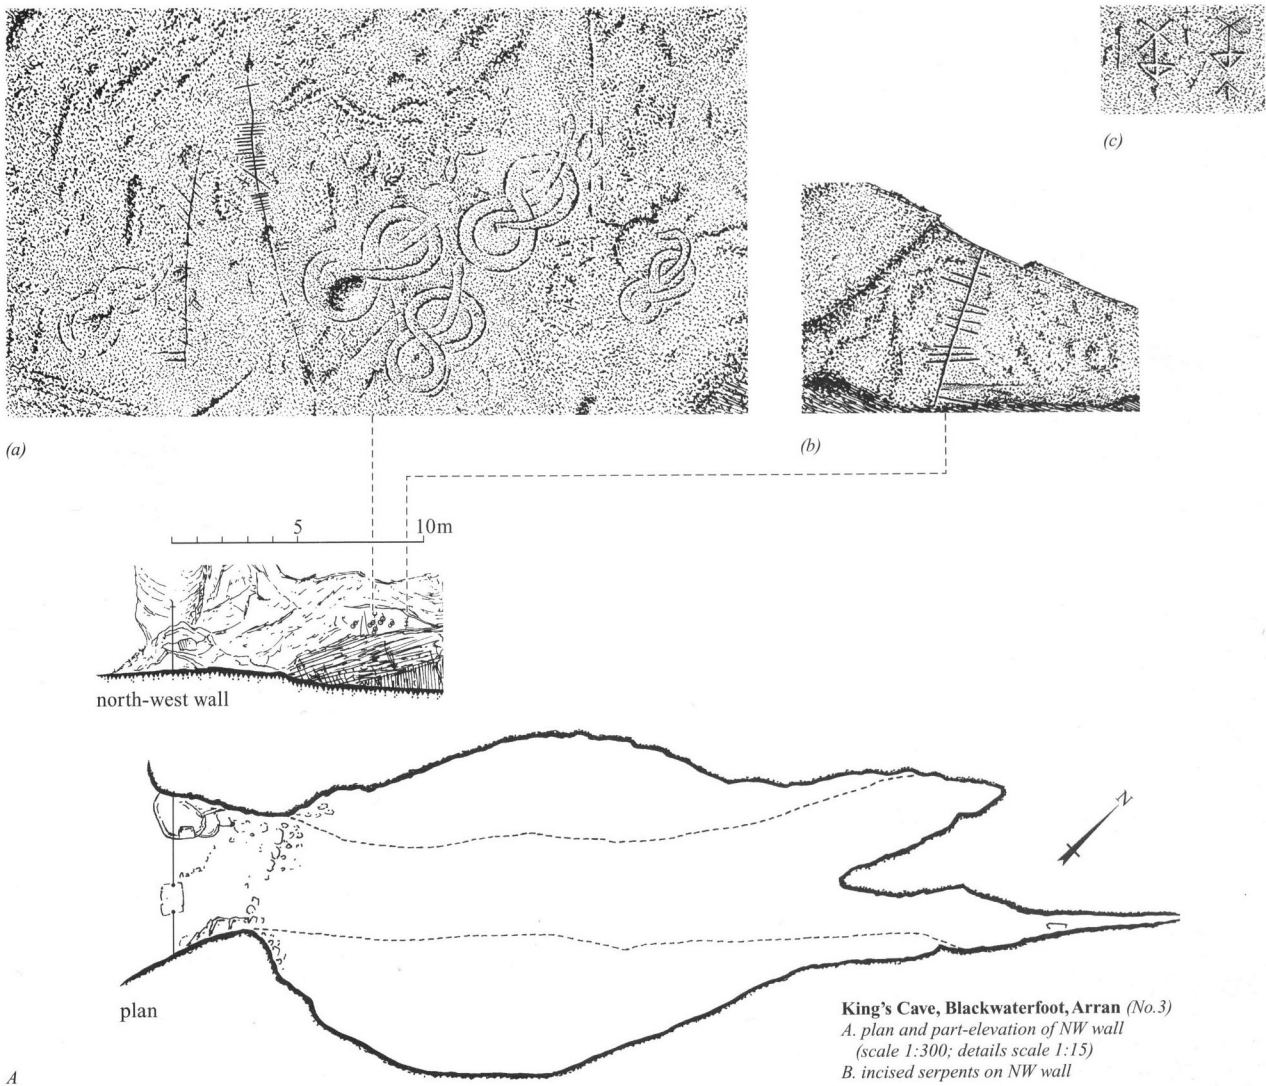 (c)
(a)
(b)
5 10m
north-west wall
N
plan
King's Cave, Blackwaterfoot, Arran (No.3)
A. plan and part-elevation of NW wall
(scale 1:300; details scale 1:15)
B. incised serpents on NW wall
A